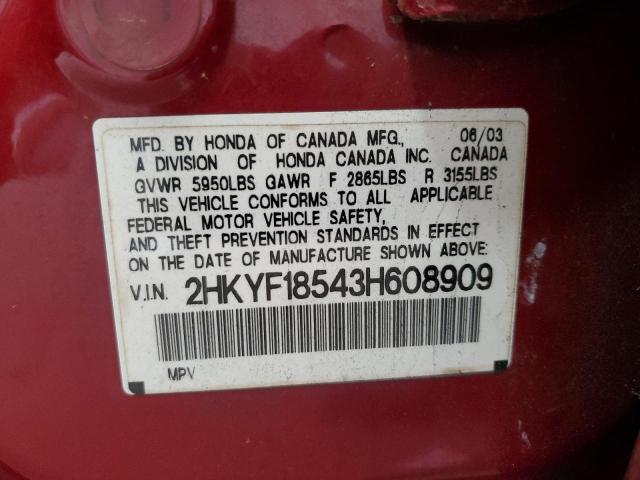 MFD. BY HONDA OF CANADA MFG., 06/03
A DIVISION OF HONDA CANADA INC. CANADA
GVWR 5950LBS GAWR F 2865LBS R 3155LBS
THIS VEHICLE CONFORMS TO ALL APPLICABLE
FEDERAL MOTOR VEHICLE SAFETY,
AND THEFT PREVENTION STANDARDS IN EFFECT
ON THE DATE OF MANUFACTURE SHOWN ABOVE:
V.I.N. 2HKYF18543H608909
MPV